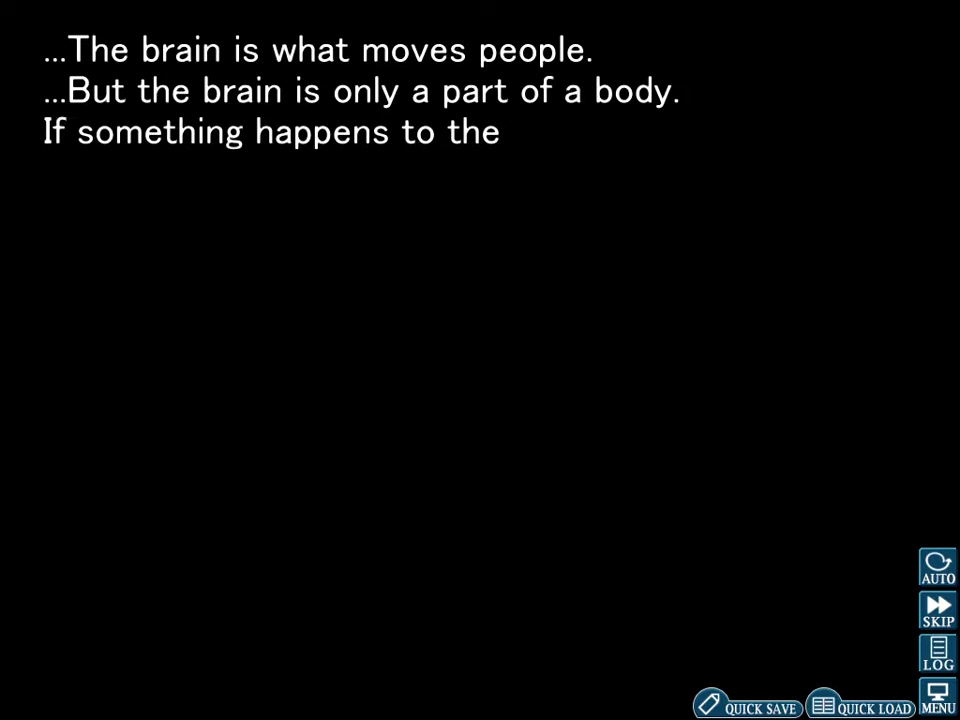 ...The brain is what moves people.
...But the brain is only a part of a body.
If something happens to the
AUTO
SKIP
LOG
QUICK SAVE
QUICK LOAD
MENU